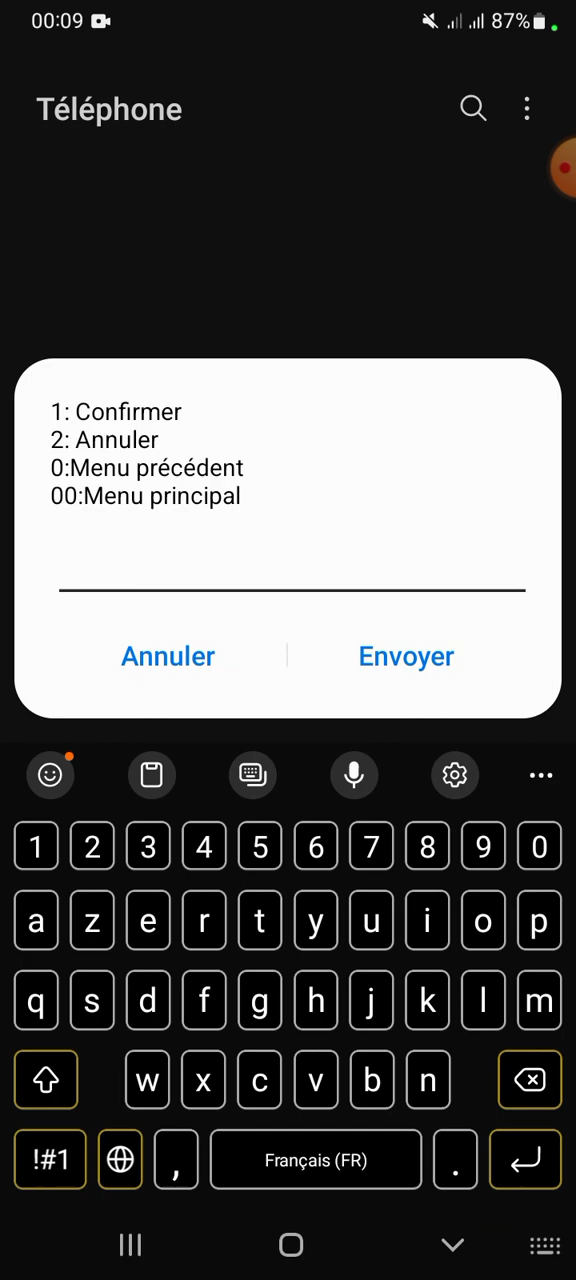 00:09 87%
Téléphone
1: Confirmer
2: Annuler
0:Menu précédent
00:Menu principal
Annuler Envoyer
1 2 3 4 5 6 7 8 9 0
a z e r t y u i o p
q s d f g h j k l m
w x c v b n
!#1 , Français (FR) .